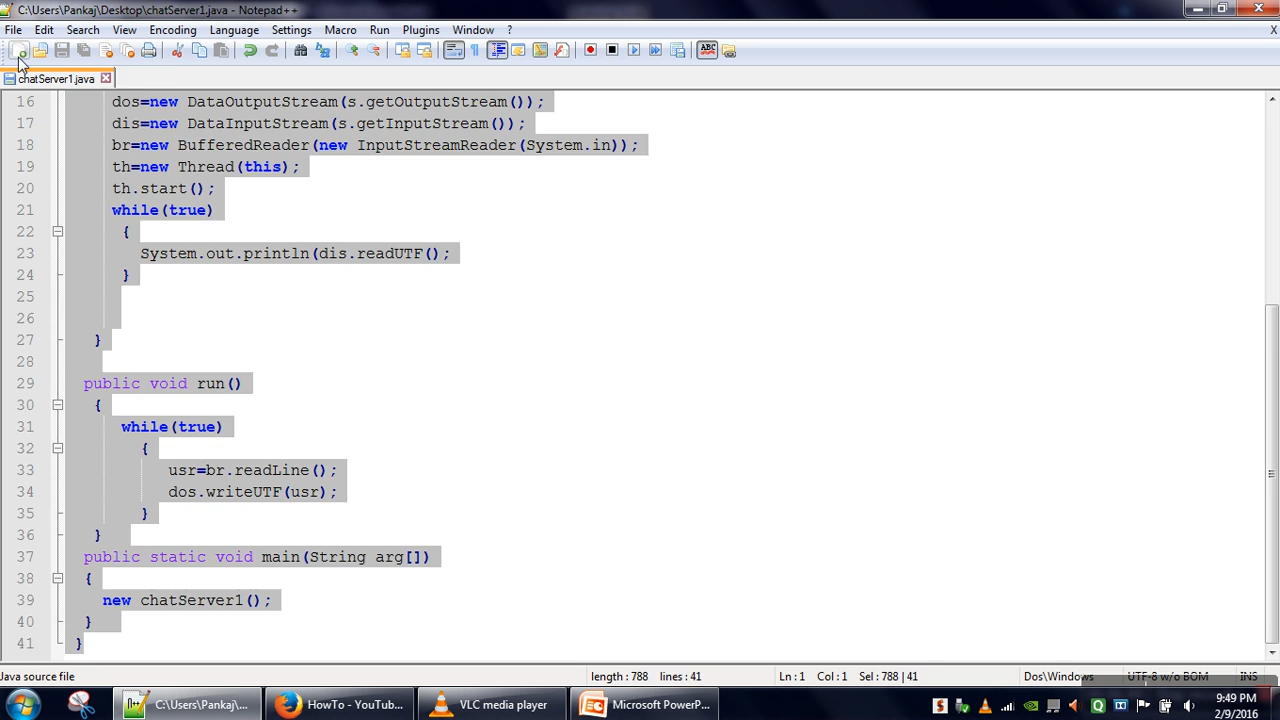 C:\Users\Pankaj\Desktop\chatServer1.java - Notepad++
File Edit Search View Encoding Language Settings Macro Run Plugins Window ? X
chatServer1.java
16 dos=new DataOutputStream(s.getOutputStream());
17 dis=new DataInputStream(s.getInputStream());
18 br=new BufferedReader(new InputStreamReader(System.in));
19 th=new Thread(this);
20 th.start();
21 while(true)
22 {
23 System.out.println(dis.readUTF();
24 }
25
26
27 }
28
29 public void run()
30 {
31 while(true)
32 {
33 usr=br.readLine();
34 dos.writeUTF(usr);
35 }
36 }
37 public static void main(String arg[])
38 {
39 new chatServer1();
40 }
41 }
Java source file length : 788 lines : 41 Ln : 1 Col : 1 Sel : 788 | 41 Dos\Windows UTF-8 w/o BOM INS
C:\Users\Pankaj\... HowTo - YouTub... VLC media player Microsoft PowerP... 9:49 PM
2/9/2016